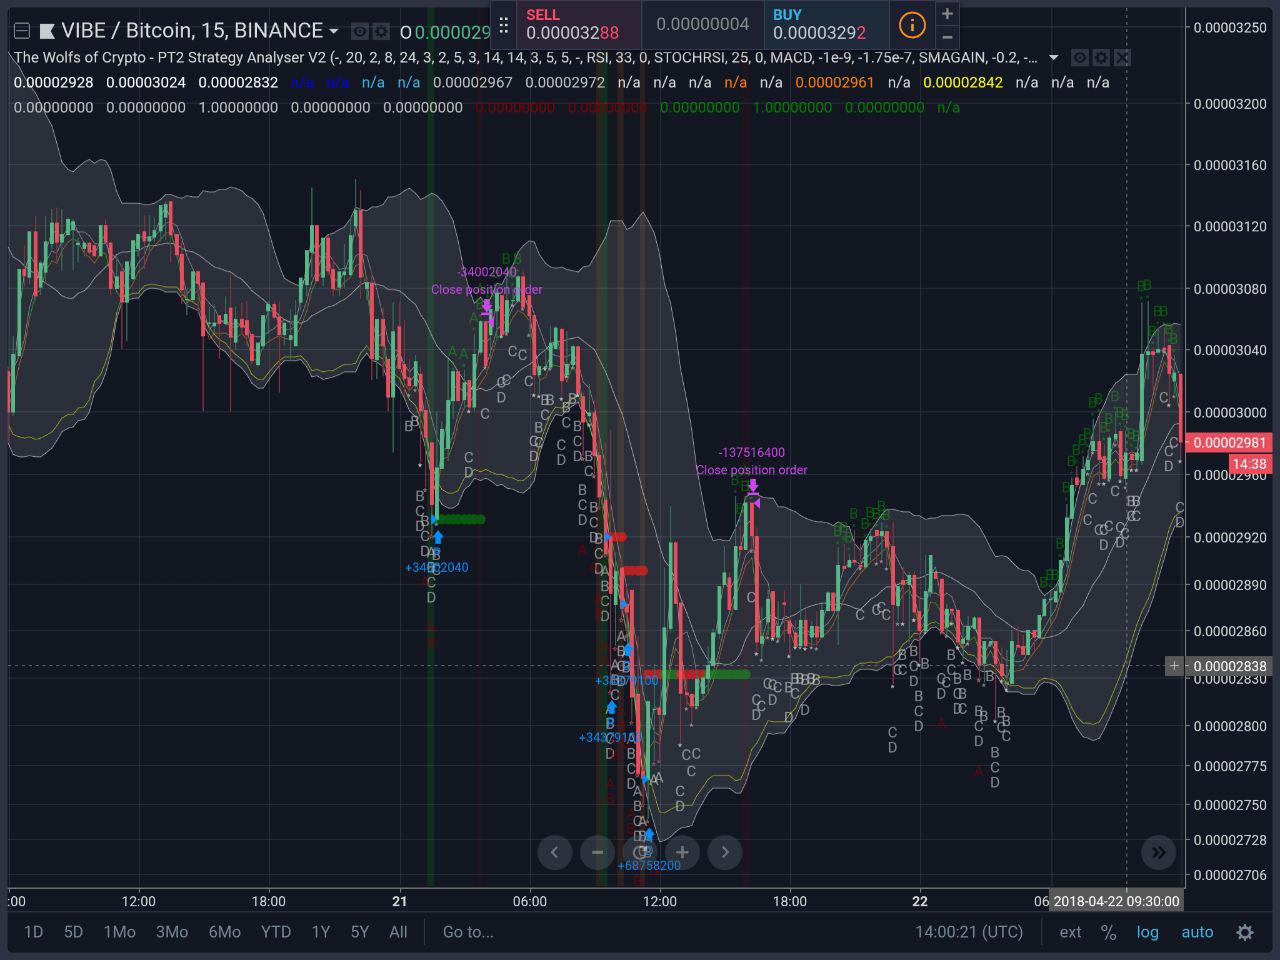 VIBE / Bitcoin, 15, BINANCE
O 0.0000029
SELL
0.00003288
0.00000004
BUY
0.00003292
The Wolfs of Crypto - PT2 Strategy Analyser V2 (-, 20, 2, 8, 24, 3, 2, 5, 3, 14, 14, 3, 5, 5, -, RSI, 33, 0, STOCHRSI, 25, 0, MACD, -1e-9, -1.75e-7, SMAGAIN, -0.2, -...
0.00002928 0.00003024 0.00002832 n/a n/a n/a n/a 0.00002967 0.00002972 n/a n/a n/a n/a n/a 0.00002961 n/a 0.00002842 n/a n/a n/a
0.00000000 0.00000000 1.00000000 0.00000000 0.00000000 0.00000000 0.00000000 0.00000000 1.00000000 0.00000000 n/a
0.00003250
0.00003200
0.00003160
0.00003120
0.00003080
0.00003040
0.00003000
0.00002981
14:38
0.00002960
0.00002920
0.00002890
0.00002860
0.00002838
0.00002830
0.00002800
0.00002775
0.00002750
0.00002728
0.00002706
-34002040
Close position order
-137516400
Close position order
+34002040
+68758200
:00 12:00 18:00 21 06:00 12:00 18:00 22 06 2018-04-22 09:30:00
1D 5D 1Mo 3Mo 6Mo YTD 1Y 5Y All Go to... 14:00:21 (UTC) ext % log auto